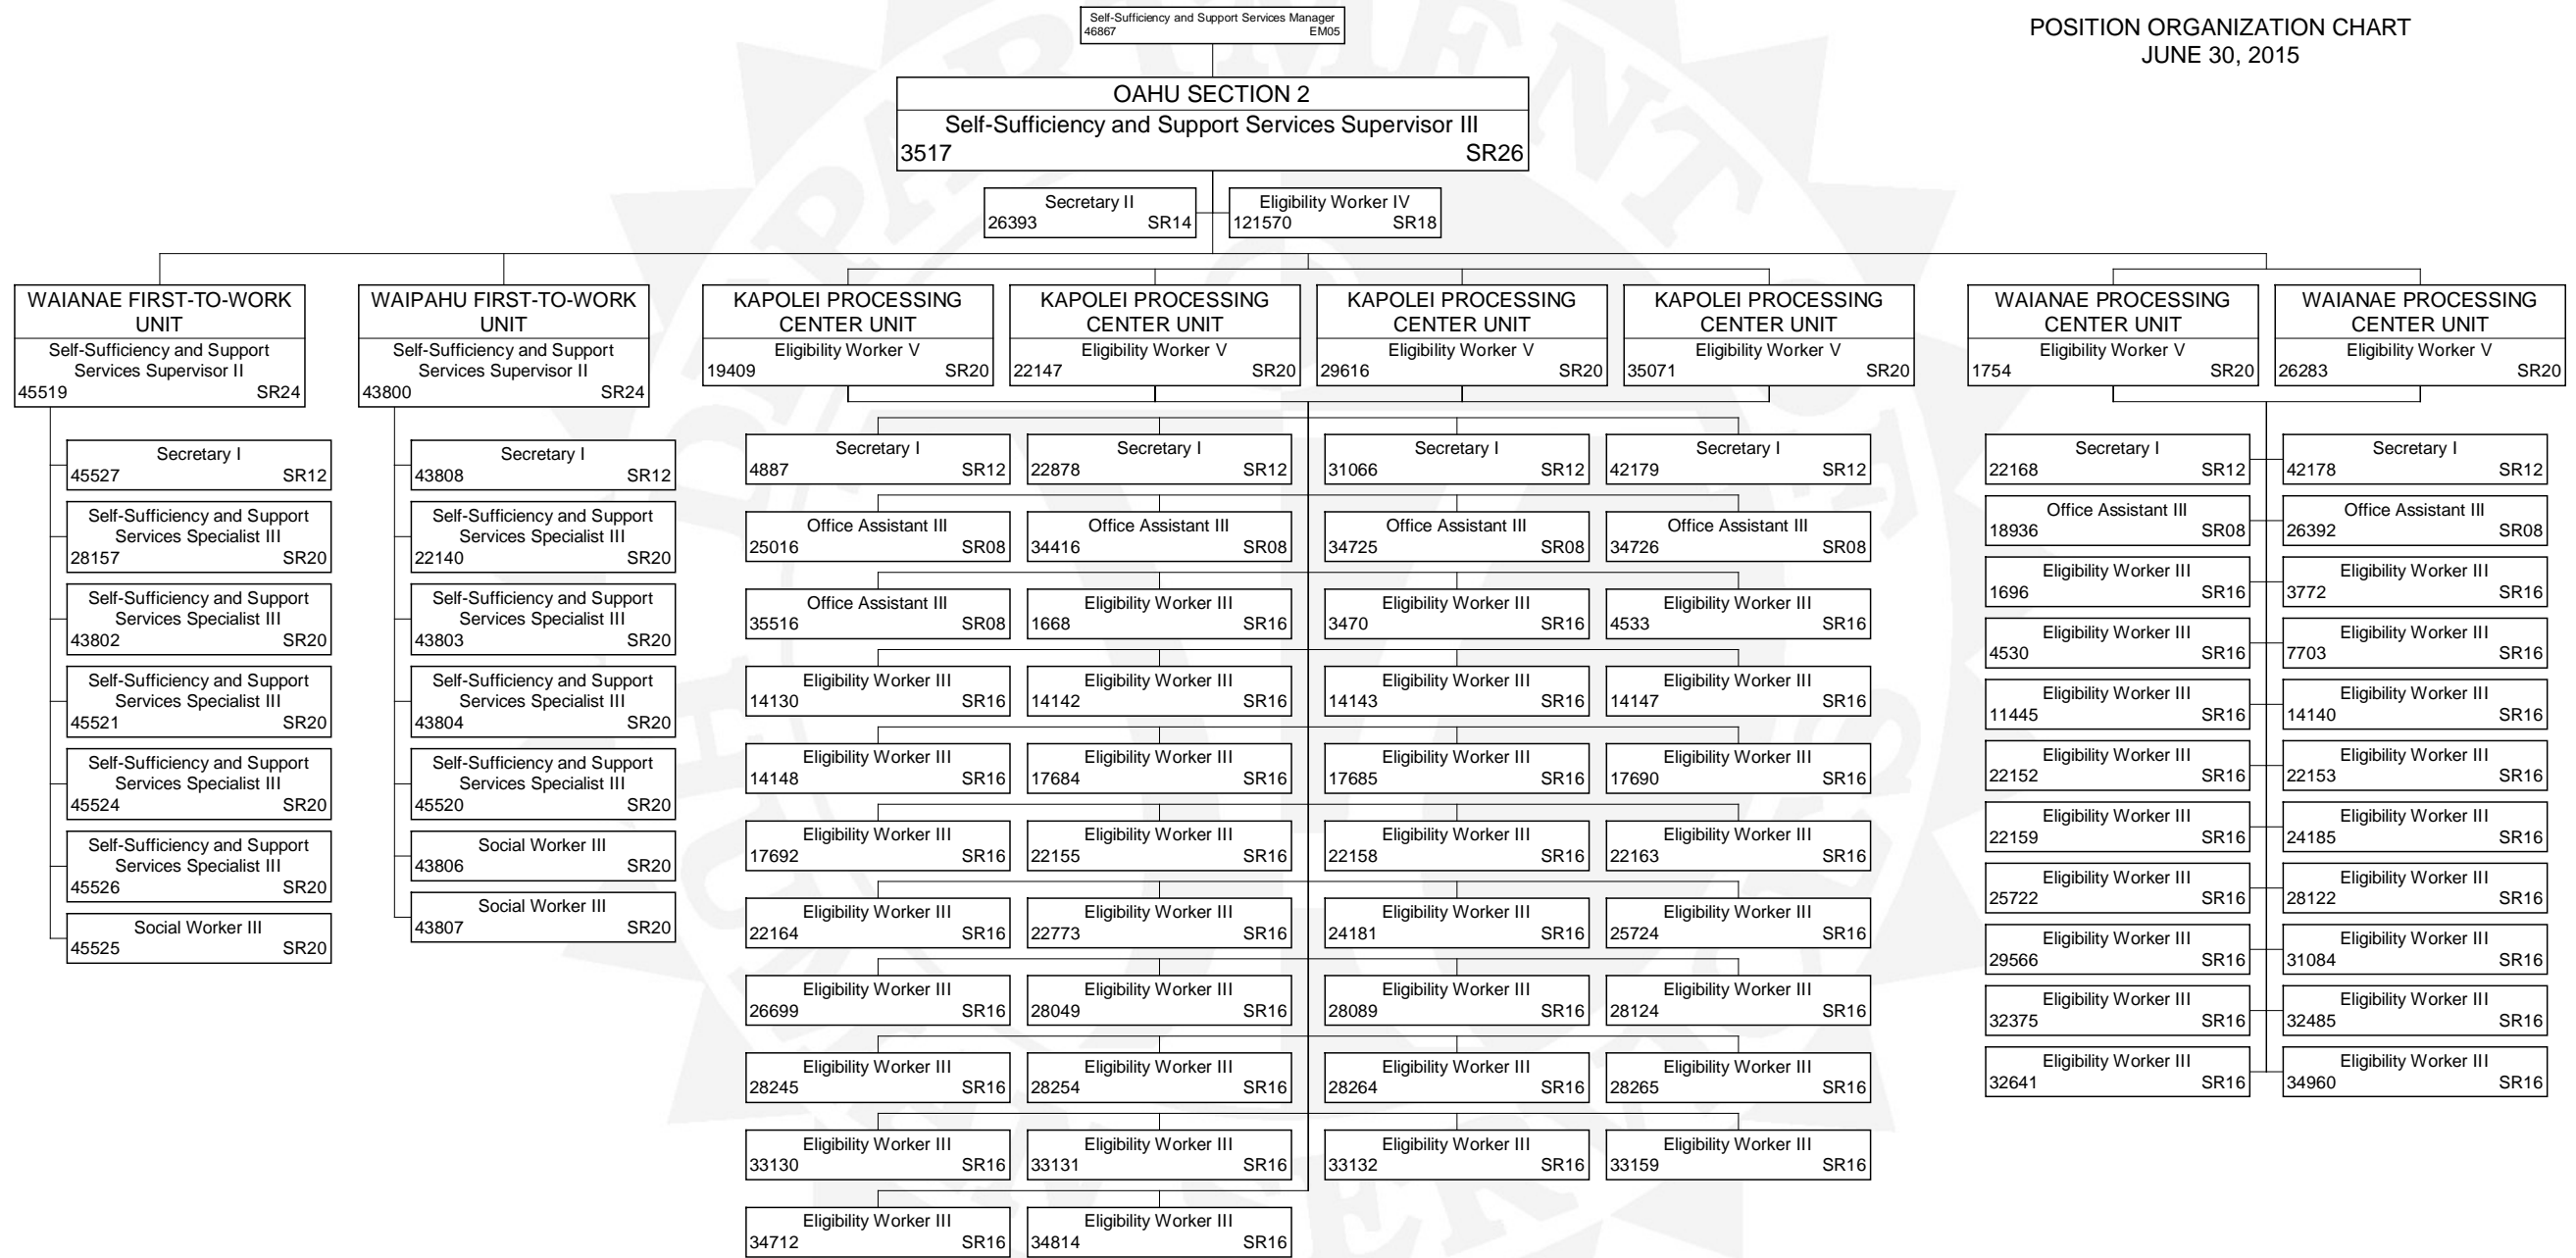 Self-Sufficiency and Support Services Manager
46867 EM05
POSITION ORGANIZATION CHART
JUNE 30, 2015
OAHU SECTION 2
Self-Sufficiency and Support Services Supervisor III
3517 SR26
Secretary II
26393 SR14
Eligibility Worker IV
121570 SR18
WAIANAE FIRST-TO-WORK
UNIT
Self-Sufficiency and Support
Services Supervisor II
45519 SR24
Secretary I
45527 SR12
Self-Sufficiency and Support
Services Specialist III
28157 SR20
Self-Sufficiency and Support
Services Specialist III
43802 SR20
Self-Sufficiency and Support
Services Specialist III
45521 SR20
Self-Sufficiency and Support
Services Specialist III
45524 SR20
Self-Sufficiency and Support
Services Specialist III
45526 SR20
Social Worker III
45525 SR20
WAIPAHU FIRST-TO-WORK
UNIT
Self-Sufficiency and Support
Services Supervisor II
43800 SR24
Secretary I
43808 SR12
Self-Sufficiency and Support
Services Specialist III
22140 SR20
Self-Sufficiency and Support
Services Specialist III
43803 SR20
Self-Sufficiency and Support
Services Specialist III
43804 SR20
Self-Sufficiency and Support
Services Specialist III
45520 SR20
Social Worker III
43806 SR20
Social Worker III
43807 SR20
KAPOLEI PROCESSING
CENTER UNIT
Eligibility Worker V
19409 SR20
KAPOLEI PROCESSING
CENTER UNIT
Eligibility Worker V
22147 SR20
KAPOLEI PROCESSING
CENTER UNIT
Eligibility Worker V
29616 SR20
KAPOLEI PROCESSING
CENTER UNIT
Eligibility Worker V
35071 SR20
Secretary I
4887 SR12
Secretary I
22878 SR12
Secretary I
31066 SR12
Secretary I
42179 SR12
Office Assistant III
25016 SR08
Office Assistant III
34416 SR08
Office Assistant III
34725 SR08
Office Assistant III
34726 SR08
Office Assistant III
35516 SR08
Eligibility Worker III
1668 SR16
Eligibility Worker III
3470 SR16
Eligibility Worker III
4533 SR16
Eligibility Worker III
14130 SR16
Eligibility Worker III
14142 SR16
Eligibility Worker III
14143 SR16
Eligibility Worker III
14147 SR16
Eligibility Worker III
14148 SR16
Eligibility Worker III
17684 SR16
Eligibility Worker III
17685 SR16
Eligibility Worker III
17690 SR16
Eligibility Worker III
17692 SR16
Eligibility Worker III
22155 SR16
Eligibility Worker III
22158 SR16
Eligibility Worker III
22163 SR16
Eligibility Worker III
22164 SR16
Eligibility Worker III
22773 SR16
Eligibility Worker III
24181 SR16
Eligibility Worker III
25724 SR16
Eligibility Worker III
26699 SR16
Eligibility Worker III
28049 SR16
Eligibility Worker III
28089 SR16
Eligibility Worker III
28124 SR16
Eligibility Worker III
28245 SR16
Eligibility Worker III
28254 SR16
Eligibility Worker III
28264 SR16
Eligibility Worker III
28265 SR16
Eligibility Worker III
33130 SR16
Eligibility Worker III
33131 SR16
Eligibility Worker III
33132 SR16
Eligibility Worker III
33159 SR16
Eligibility Worker III
34712 SR16
Eligibility Worker III
34814 SR16
WAIANAE PROCESSING
CENTER UNIT
Eligibility Worker V
1754 SR20
WAIANAE PROCESSING
CENTER UNIT
Eligibility Worker V
26283 SR20
Secretary I
22168 SR12
Secretary I
42178 SR12
Office Assistant III
18936 SR08
Office Assistant III
26392 SR08
Eligibility Worker III
1696 SR16
Eligibility Worker III
3772 SR16
Eligibility Worker III
4530 SR16
Eligibility Worker III
7703 SR16
Eligibility Worker III
11445 SR16
Eligibility Worker III
14140 SR16
Eligibility Worker III
22152 SR16
Eligibility Worker III
22153 SR16
Eligibility Worker III
22159 SR16
Eligibility Worker III
24185 SR16
Eligibility Worker III
25722 SR16
Eligibility Worker III
28122 SR16
Eligibility Worker III
29566 SR16
Eligibility Worker III
31084 SR16
Eligibility Worker III
32375 SR16
Eligibility Worker III
32485 SR16
Eligibility Worker III
32641 SR16
Eligibility Worker III
34960 SR16